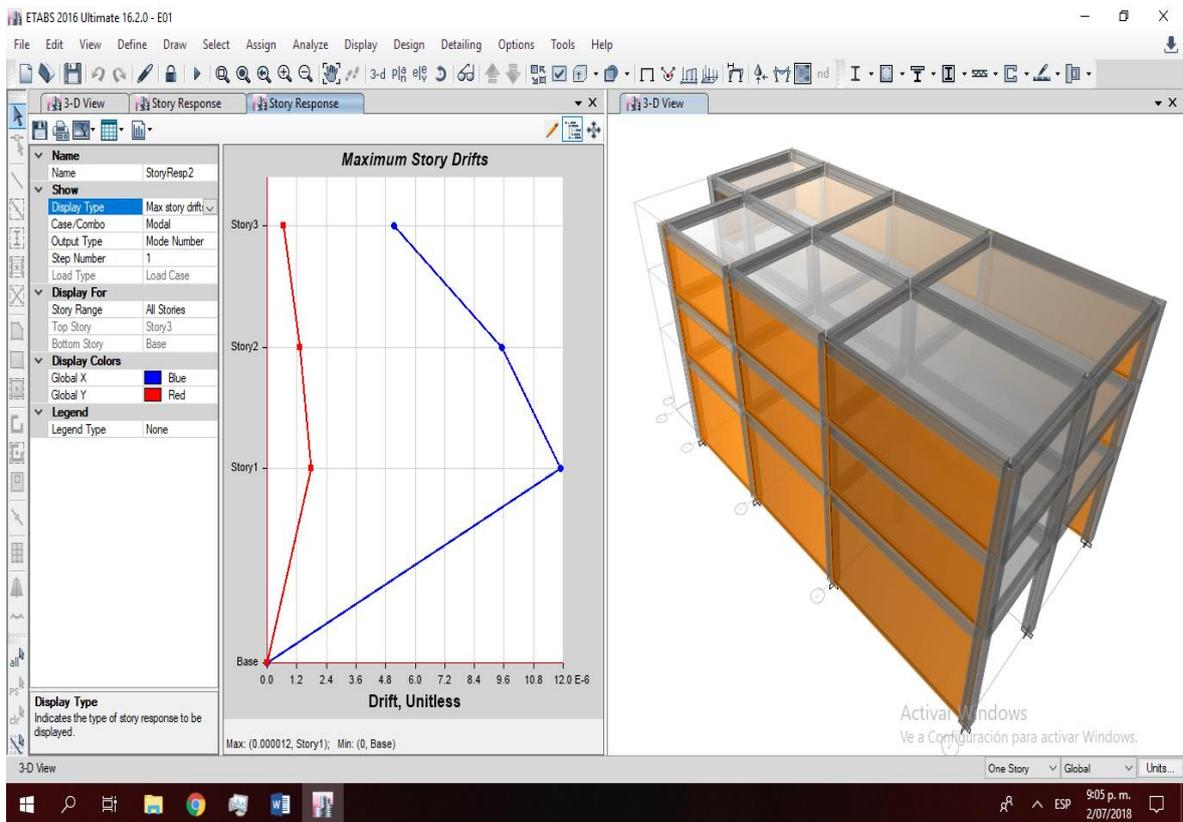 ETABS 2016 Ultimate 16.2.0 - E01
File Edit View Define Draw Select Assign Analyze Display Design Detailing Options Tools Help
3-d nd
3-D View Story Response Story Response
3-D View
Name
Name StoryResp2
Show
Display Type Max story drift
Case/Combo Modal
Output Type Mode Number
Step Number 1
Load Type Load Case
Display For
Story Range All Stories
Top Story Story3
Bottom Story Base
Display Colors
Global X Blue
Global Y Red
Legend
Legend Type None
Maximum Story Drifts
Story3
Story2
Story1
Base
0.0 1.2 2.4 3.6 4.8 6.0 7.2 8.4 9.6 10.8 12.0 E-6
Drift, Unitless
Max: (0.000012, Story1); Min: (0, Base)
all
ps
clr
Display Type
Indicates the type of story response to be
displayed.
Activar Windows
Ve a Configuración para activar Windows.
3-D View
One Story Global Units...
ESP
9:05 p. m.
2/07/2018